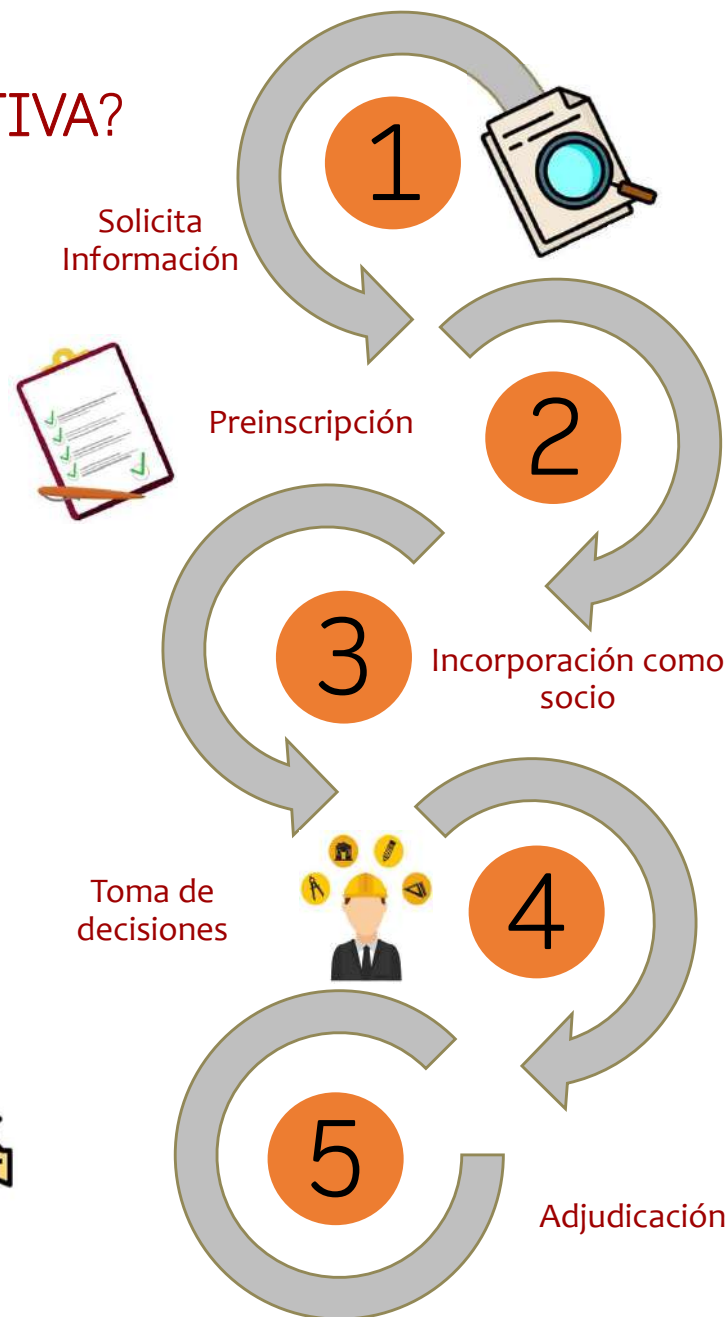 TIVA?
1
Solicita
Información
Preinscripción
2
3
Incorporación como
socio
Toma de
decisiones
4
5
Adjudicación